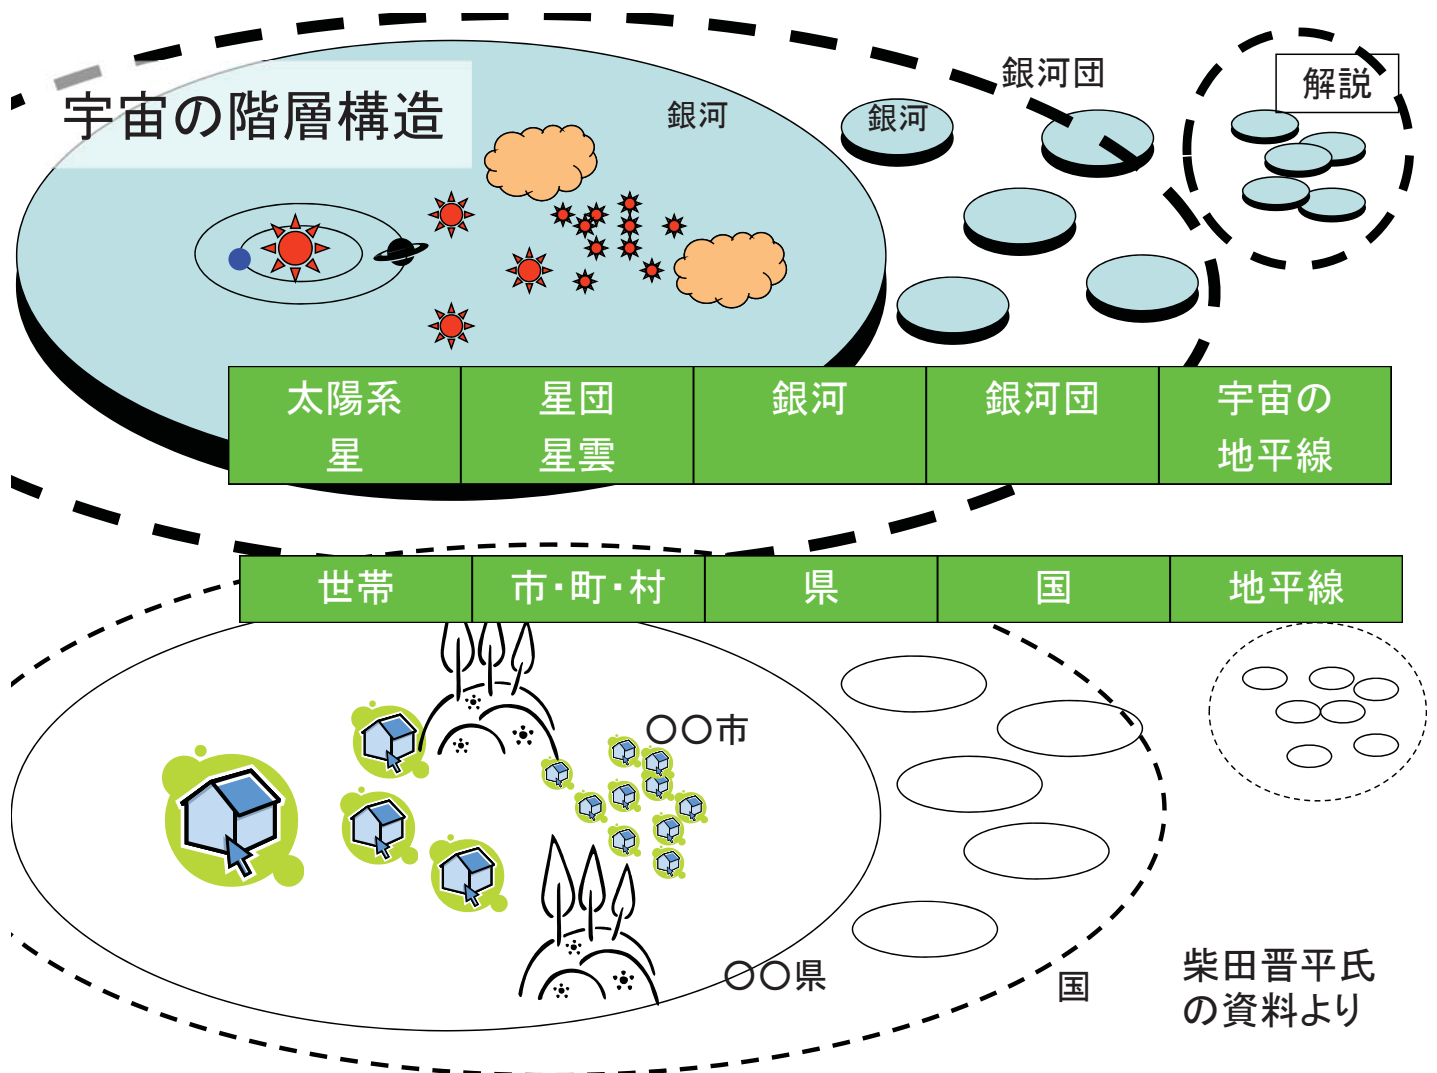 宇宙の階層構造
銀河
銀河
銀河団
解説
太陽系
星
星団
星雲
銀河
銀河団
宇宙の
地平線
世帯
市・町・村
県
国
地平線
〇〇市
〇〇県
国
柴田晋平氏
の資料より